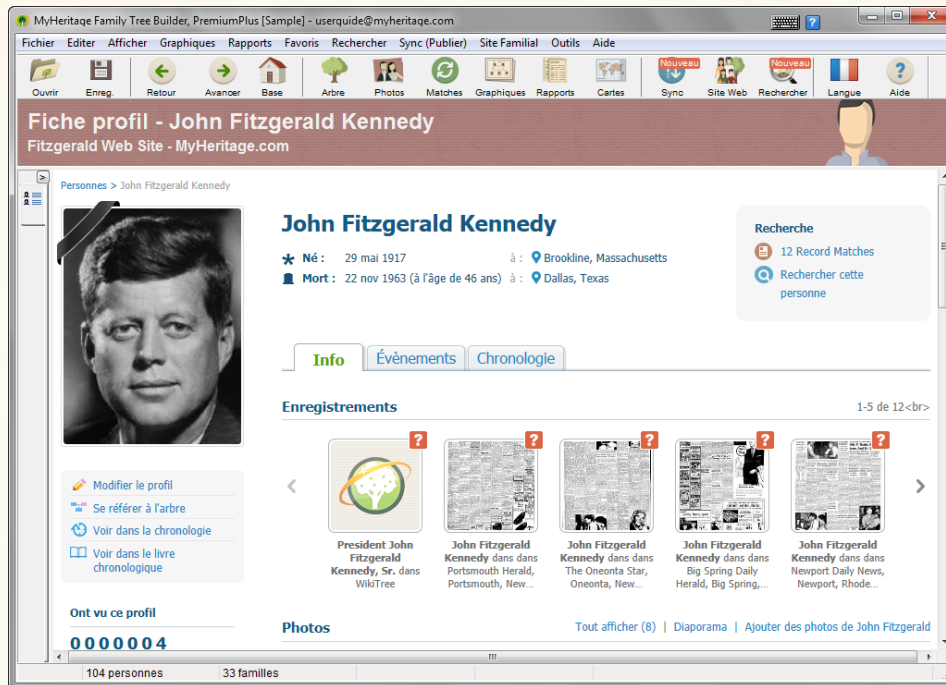 MyHeritage Family Tree Builder, PremiumPlus [Sample] - userguide@myheritage.com
Fichier Editer Afficher Graphiques Rapports Favoris Rechercher Sync (Publier) Site Familial Outils Aide
Nouveau Nouveau
Ouvrir Enreg. Retour Avancer Base Arbre Photos Matches Graphiques Rapports Cartes Sync Site Web Rechercher Langue Aide
Fiche profil - John Fitzgerald Kennedy
Fitzgerald Web Site - MyHeritage.com
Personnes > John Fitzgerald Kennedy
John Fitzgerald Kennedy
Né : 29 mai 1917 à : Brookline, Massachusetts
Mort : 22 nov 1963 (à l'âge de 46 ans) à : Dallas, Texas
Recherche
12 Record Matches
Rechercher cette
personne
Info Évènements Chronologie
Enregistrements 1-5 de 12<br>
President John
Fitzgerald
Kennedy, Sr. dans
WikiTree
John Fitzgerald
Kennedy dans dans
Portsmouth Herald,
Portsmouth, New...
John Fitzgerald
Kennedy dans dans
The Oneonta Star,
Oneonta, New...
John Fitzgerald
Kennedy dans dans
Big Spring Daily
Herald, Big Spring,...
John Fitzgerald
Kennedy dans dans
Newport Daily News,
Newport, Rhode...
Modifier le profil
Se référer à l'arbre
Voir dans la chronologie
Voir dans le livre
chronologique
Ont vu ce profil
0000004
Photos Tout afficher (8) | Diaporama | Ajouter des photos de John Fitzgerald
104 personnes 33 familles